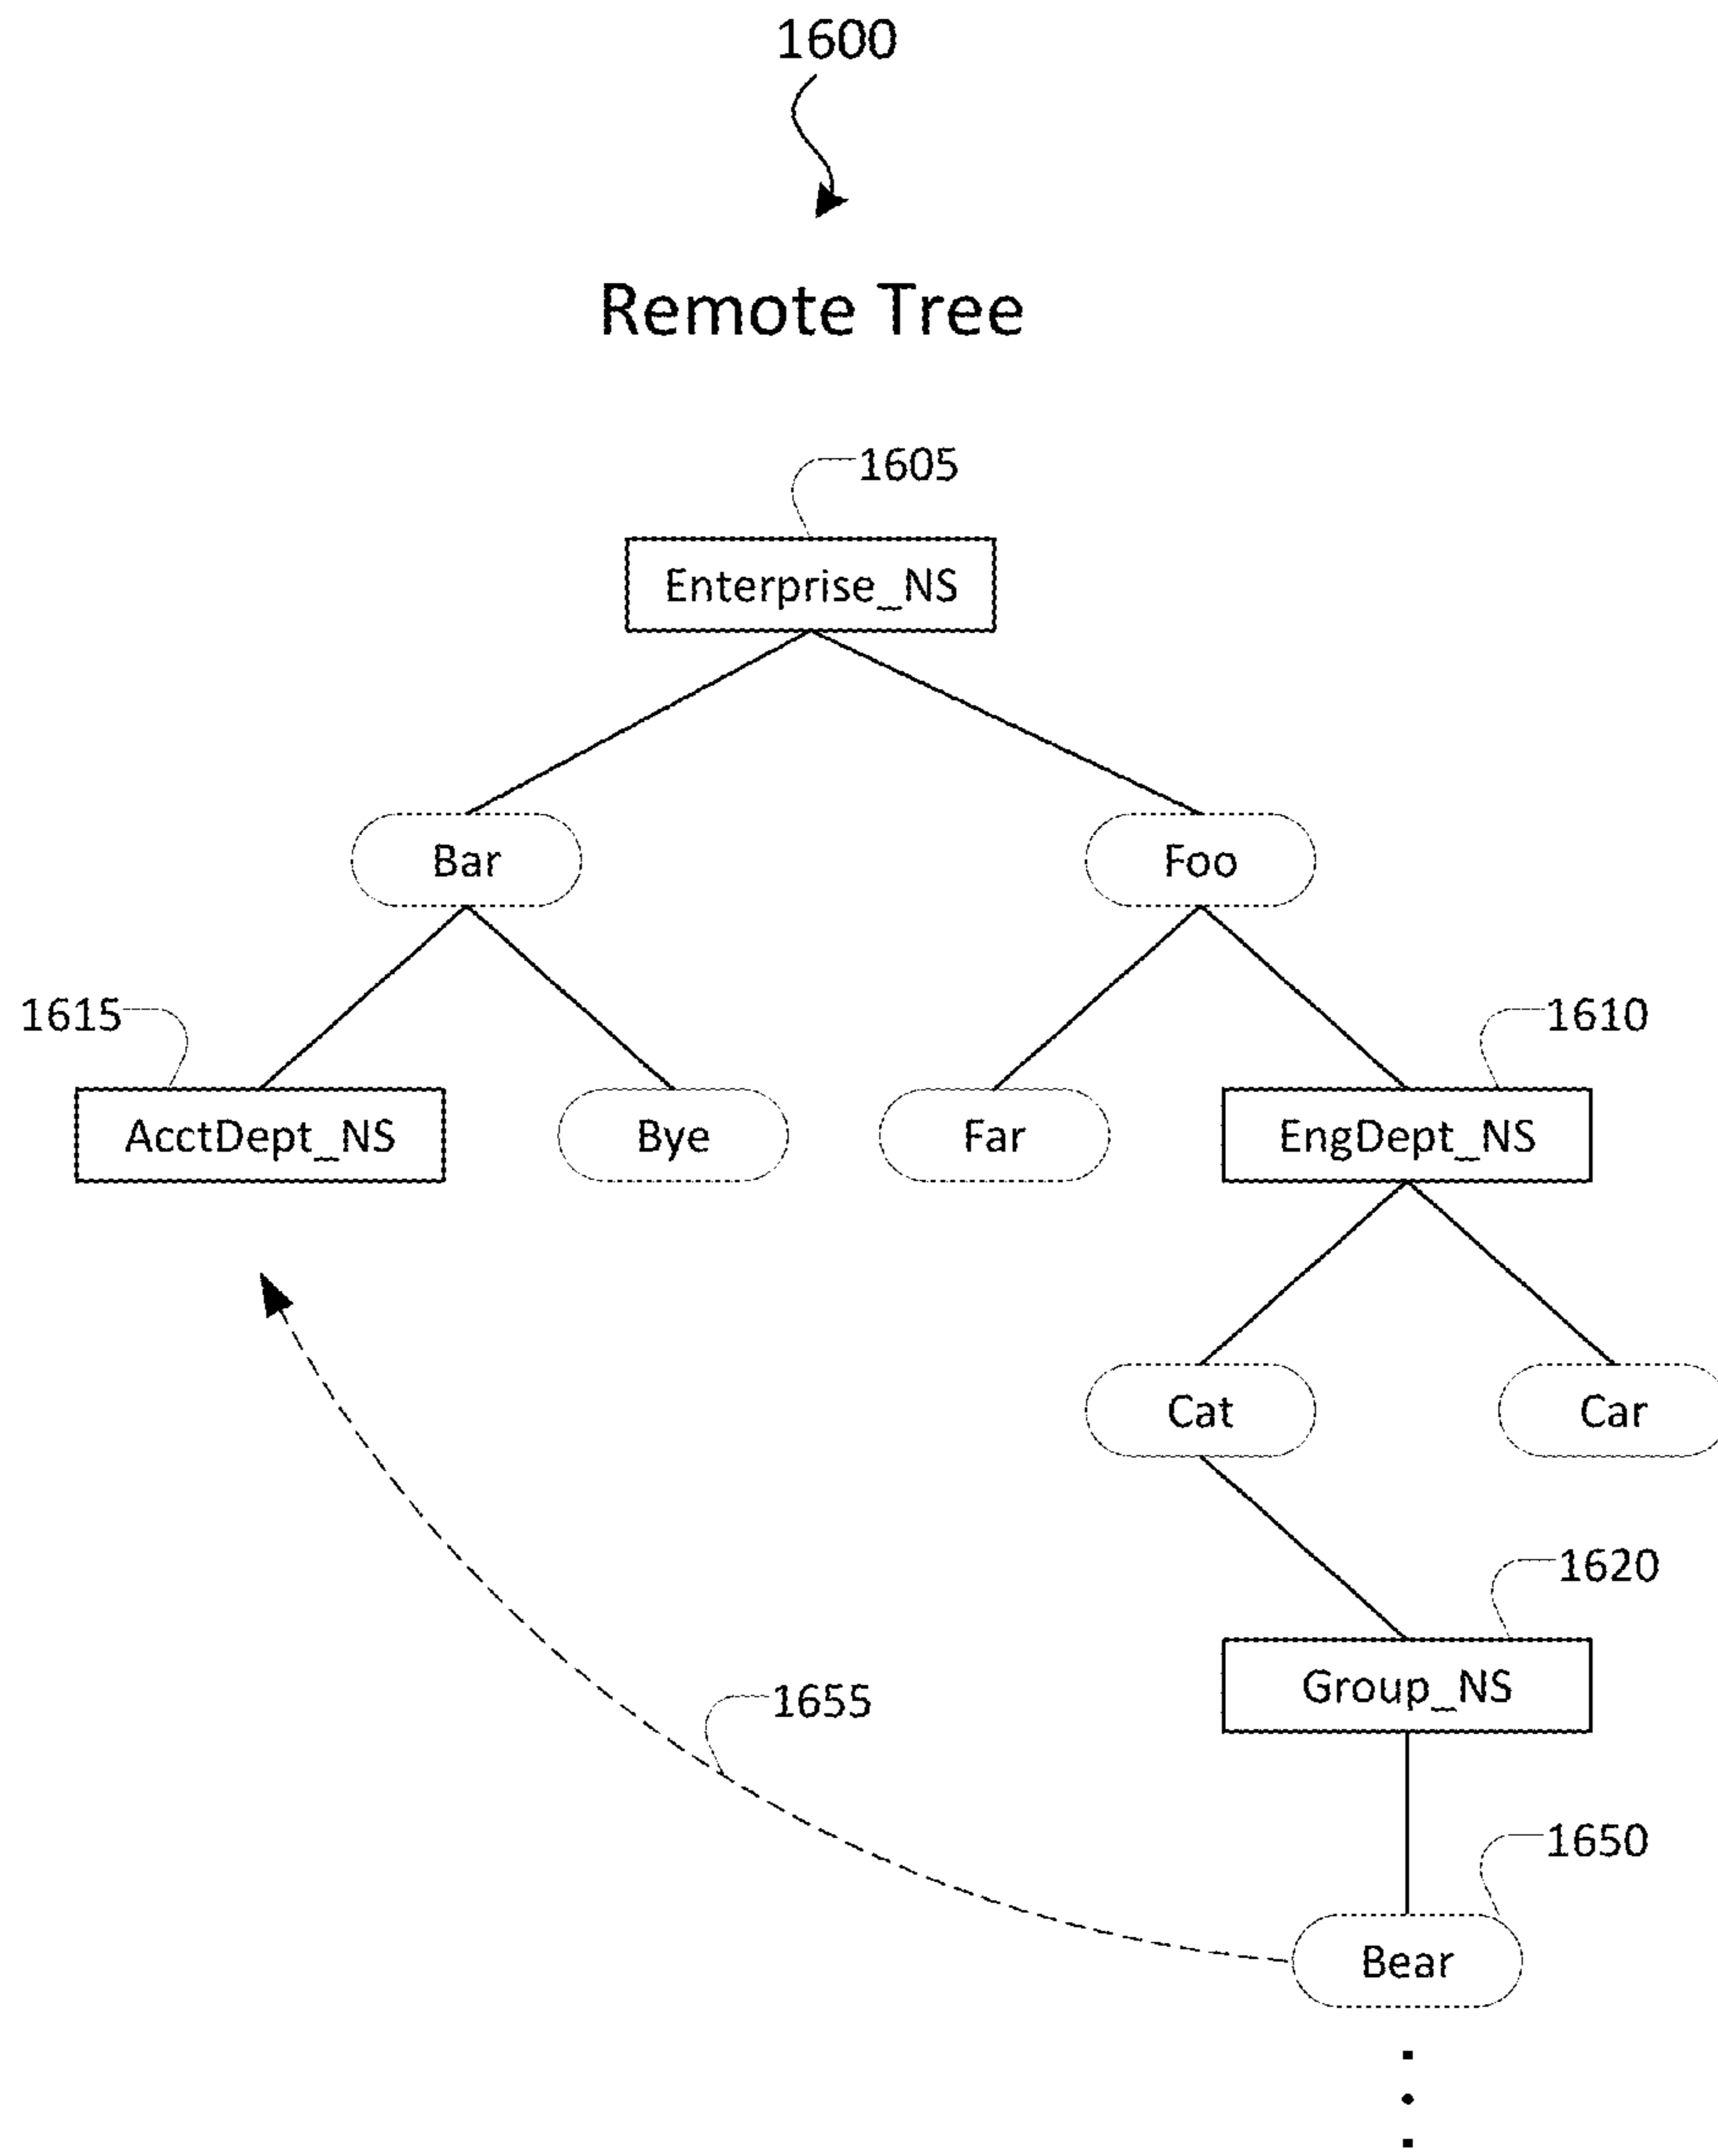 1600
Remote Tree
1605
Enterprise_NS
Bar
Foo
1615
1610
AcctDept_NS
Bye
Far
EngDept_NS
Cat
Car
1620
Group_NS
1655
1650
Bear